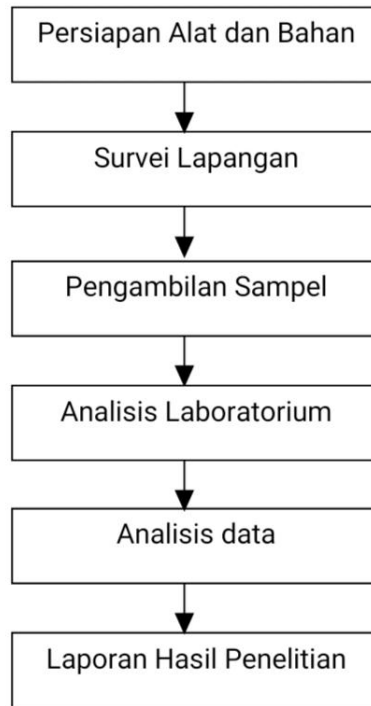 Persiapan Alat dan Bahan
Survei Lapangan
Pengambilan Sampel
Analisis Laboratorium
Analisis data
Laporan Hasil Penelitian